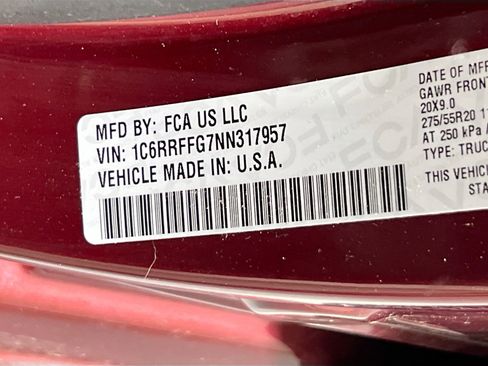 MFD BY: FCA US LLC
VIN: 1C6RRFFG7NN317957
VEHICLE MADE IN: U.S.A.
DATE OF MFR
GAWR FRONT
20X9.0
275/55R20
AT 250 kPa
TYPE: TRUC
THIS VEHICL
STA